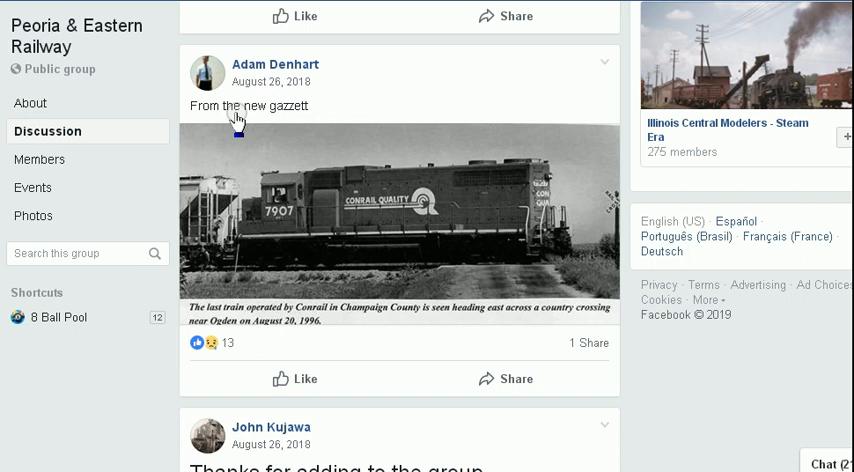 Peoria & Eastern
Railway
Public group
About
Discussion
Members
Events
Photos
Search this group
Shortcuts
8 Ball Pool
12
Like
Share
Adam Denhart
August 26, 2018
From the new gazzett
7907
CONRAIL QUALITY
The last train operated by Conrail in Champaign County is seen heading east across a country crossing
near Ogden on August 20, 1996.
13
1 Share
Like
Share
John Kujawa
August 26, 2018
Thanks for adding to the group
Illinois Central Modelers - Steam
Era
275 members
English (US) · Español ·
Português (Brasil) · Français (France) ·
Deutsch
Privacy · Terms · Advertising · Ad Choices
Cookies · More
Facebook © 2019
Chat